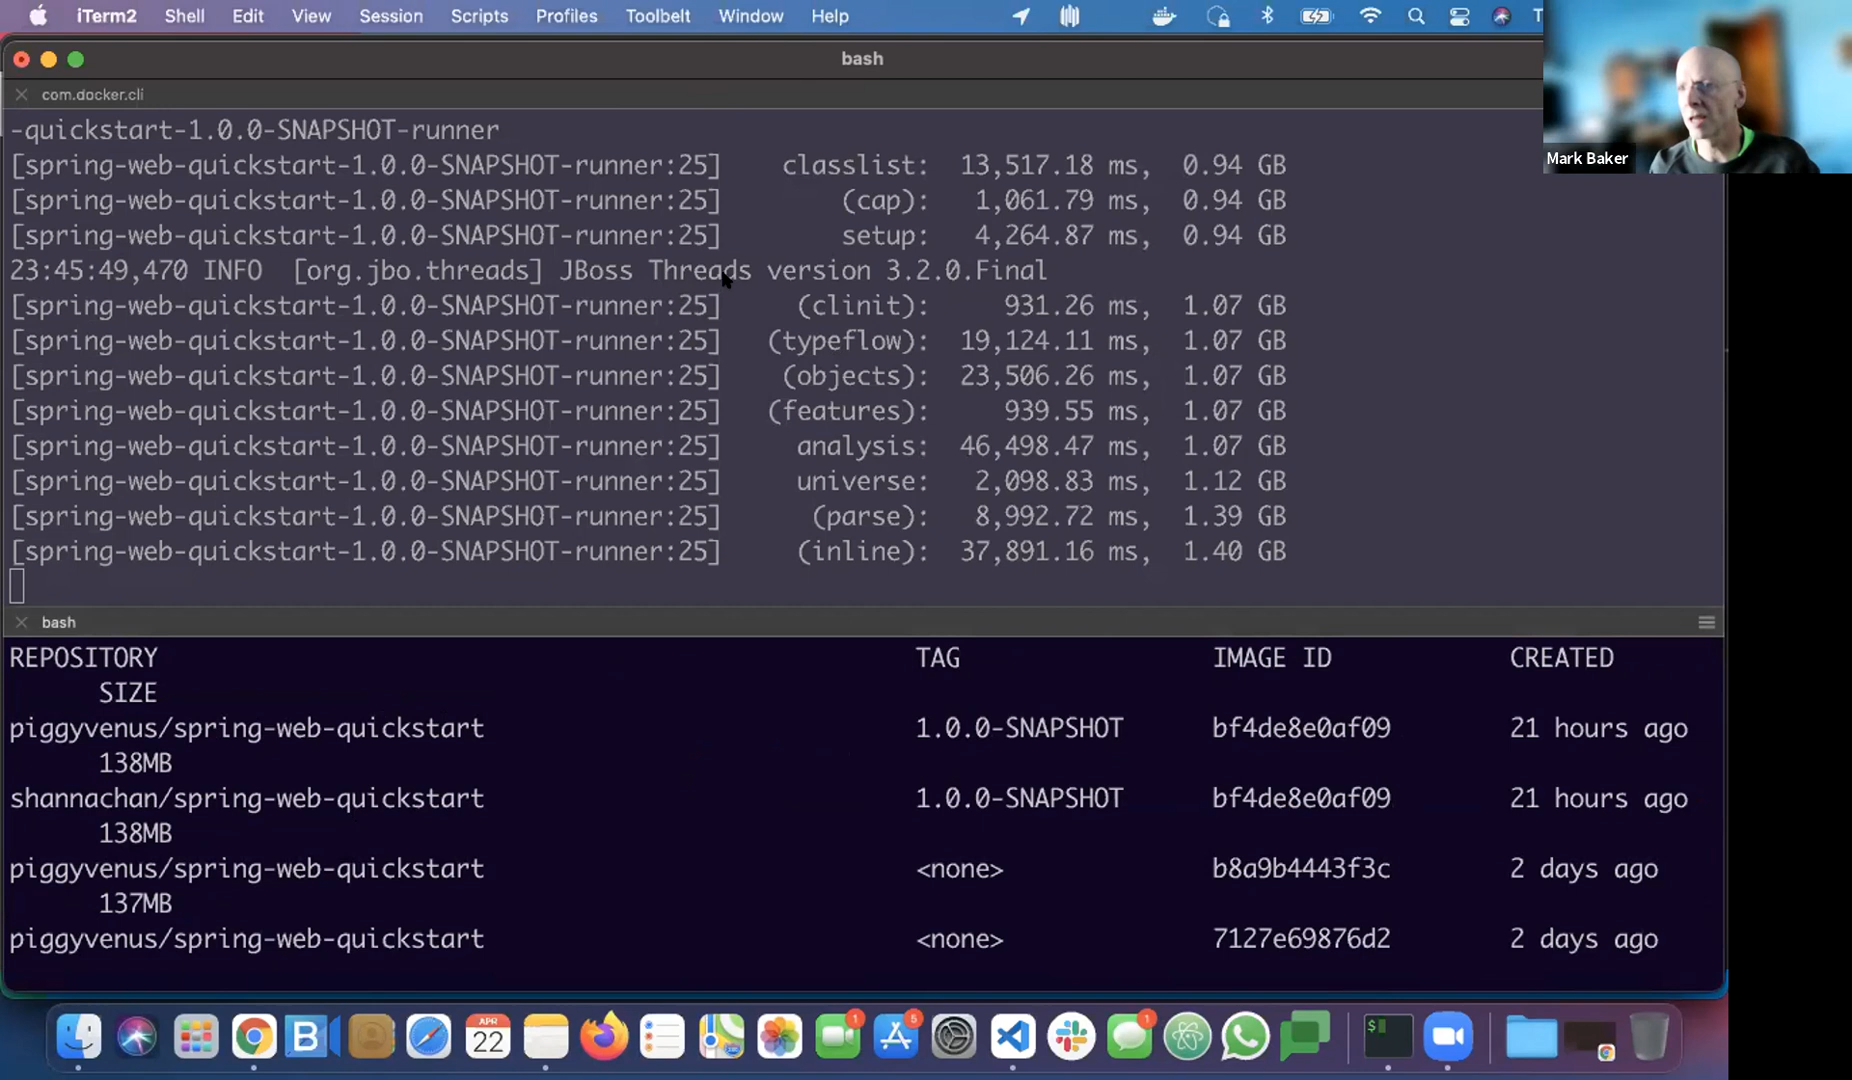 iTerm2 Shell Edit View Session Scripts Profiles Toolbelt Window Help
bash
com.docker.cli
-quickstart-1.0.0-SNAPSHOT-runner
[spring-web-quickstart-1.0.0-SNAPSHOT-runner:25] classlist: 13,517.18 ms, 0.94 GB
[spring-web-quickstart-1.0.0-SNAPSHOT-runner:25] (cap): 1,061.79 ms, 0.94 GB
[spring-web-quickstart-1.0.0-SNAPSHOT-runner:25] setup: 4,264.87 ms, 0.94 GB
23:45:49,470 INFO [org.jbo.threads] JBoss Threads version 3.2.0.Final
[spring-web-quickstart-1.0.0-SNAPSHOT-runner:25] (clinit): 931.26 ms, 1.07 GB
[spring-web-quickstart-1.0.0-SNAPSHOT-runner:25] (typeflow): 19,124.11 ms, 1.07 GB
[spring-web-quickstart-1.0.0-SNAPSHOT-runner:25] (objects): 23,506.26 ms, 1.07 GB
[spring-web-quickstart-1.0.0-SNAPSHOT-runner:25] (features): 939.55 ms, 1.07 GB
[spring-web-quickstart-1.0.0-SNAPSHOT-runner:25] analysis: 46,498.47 ms, 1.07 GB
[spring-web-quickstart-1.0.0-SNAPSHOT-runner:25] universe: 2,098.83 ms, 1.12 GB
[spring-web-quickstart-1.0.0-SNAPSHOT-runner:25] (parse): 8,992.72 ms, 1.39 GB
[spring-web-quickstart-1.0.0-SNAPSHOT-runner:25] (inline): 37,891.16 ms, 1.40 GB
Mark Baker
bash
REPOSITORY TAG IMAGE ID CREATED
SIZE
piggyvenus/spring-web-quickstart 1.0.0-SNAPSHOT bf4de8e0af09 21 hours ago
138MB
shannachan/spring-web-quickstart 1.0.0-SNAPSHOT bf4de8e0af09 21 hours ago
138MB
piggyvenus/spring-web-quickstart <none> b8a9b4443f3c 2 days ago
137MB
piggyvenus/spring-web-quickstart <none> 7127e69876d2 2 days ago
APR
22
1
5
1
B
$